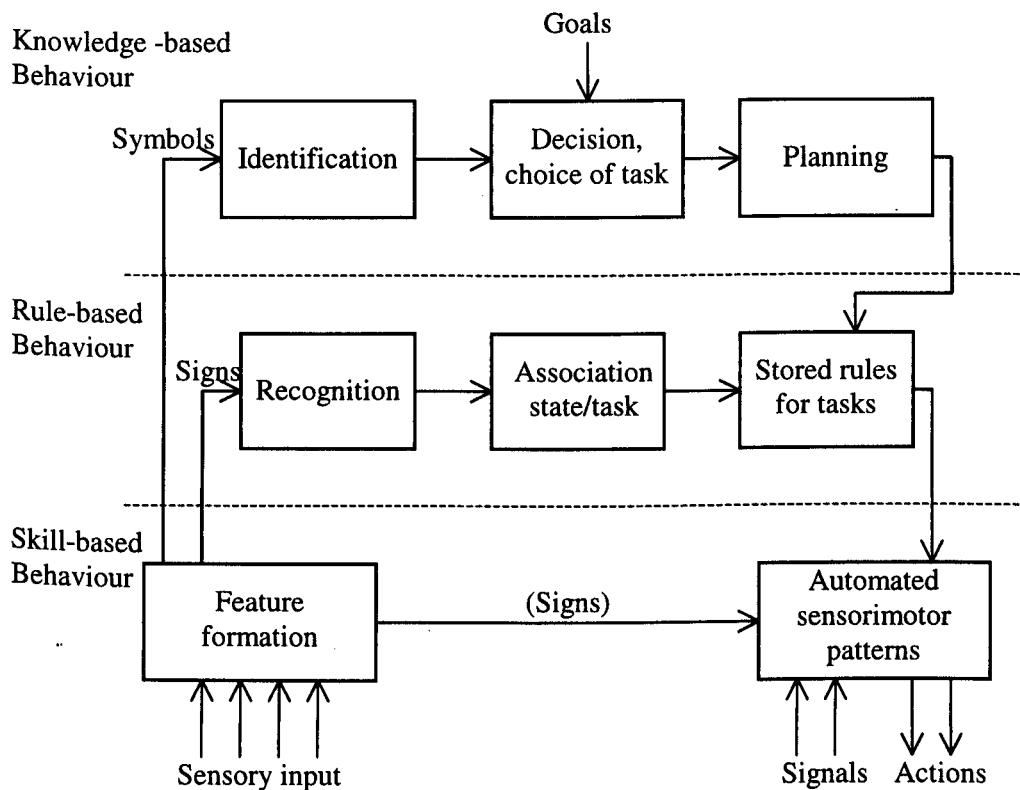 Knowledge -based
Behaviour
Goals
Symbols
Identification
Decision,
choice of task
Planning
Rule-based
Behaviour
Signs
Recognition
Association
state/task
Stored rules
for tasks
Skill-based
Behaviour
Feature
formation
(Signs)
Automated
sensorimotor
patterns
Sensory input
Signals
Actions